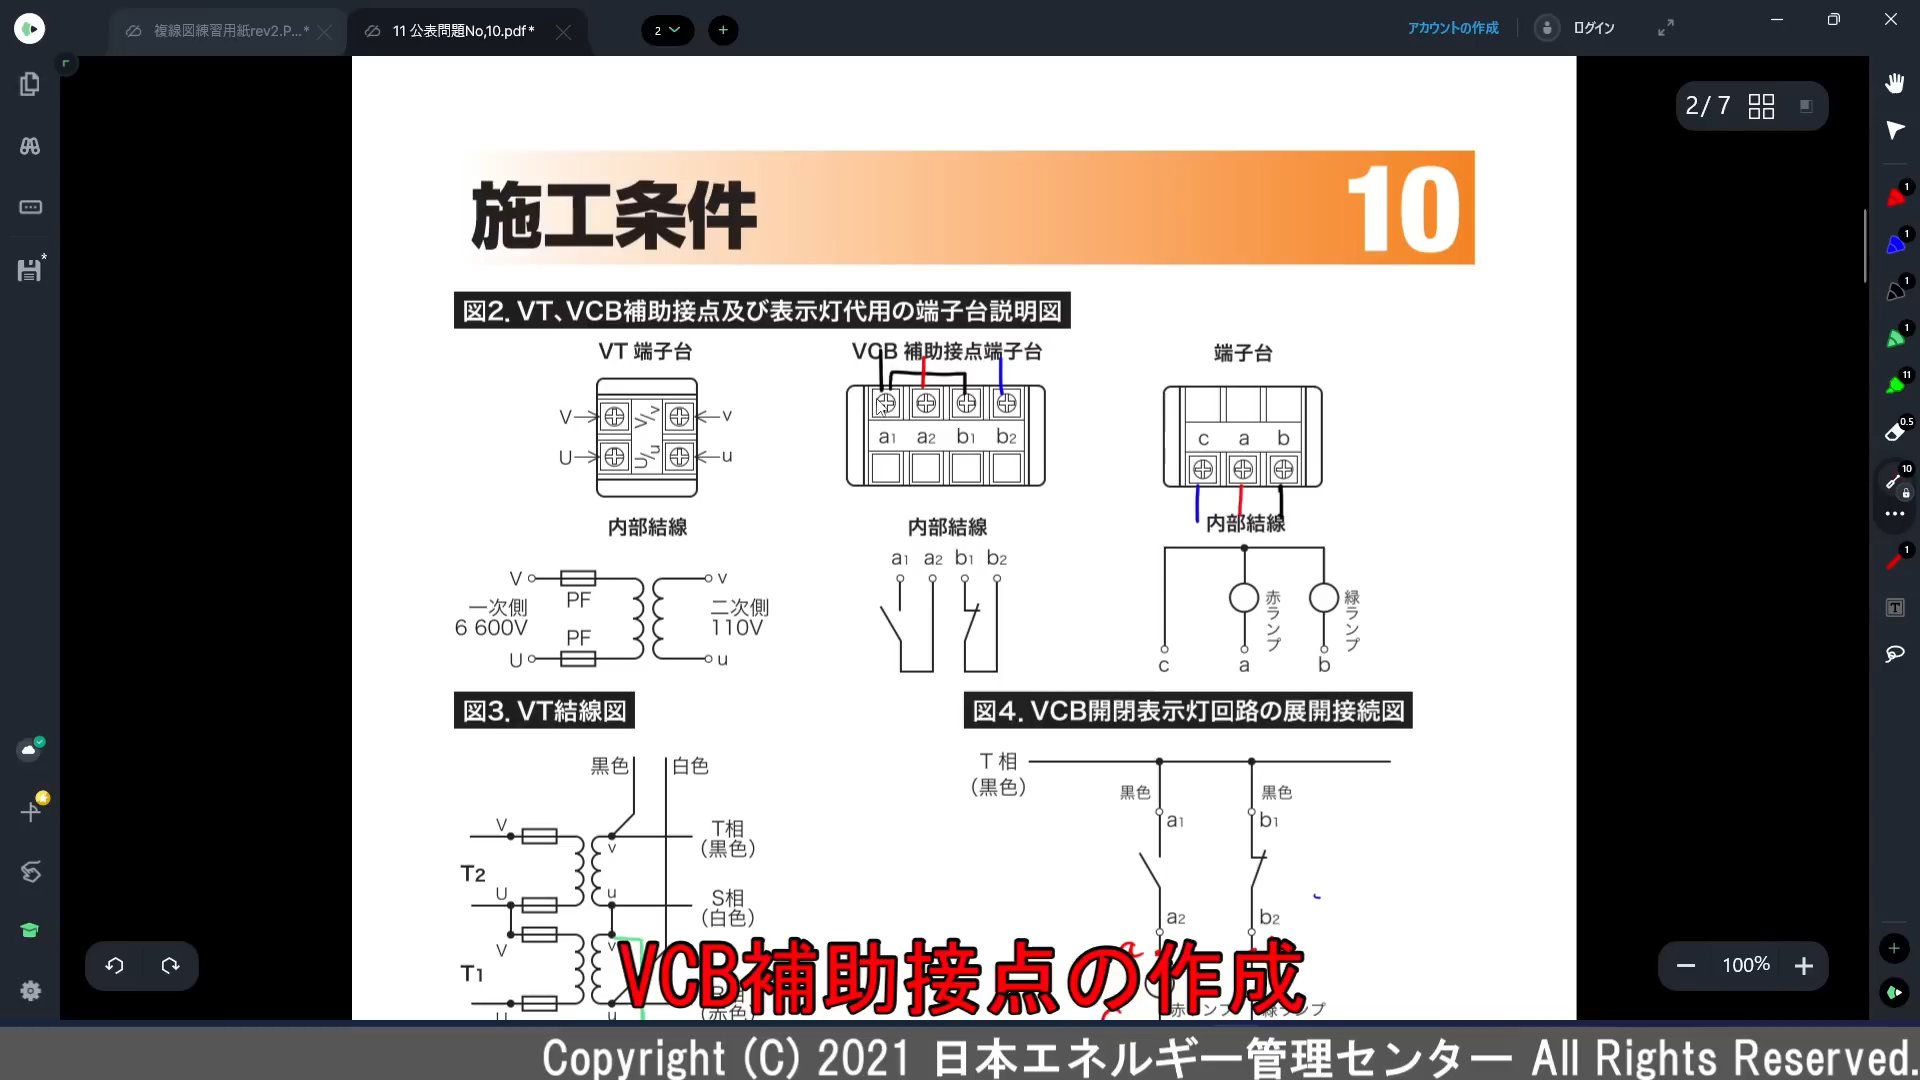 複線図練習用紙rev2.P...*
11 公表問題No,10.pdf*
2
アカウントの作成
ログイン
2/ 7
施工条件
10
図2. VT、VCB補助接点及び表示灯代用の端子台説明図
VT 端子台
VCB 補助接点端子台
端子台
V
v
V/v
U
u
U/u
a1 a2 b1 b2
c a b
内部結線
内部結線
内部結線
a1 a2 b1 b2
V
PF
v
一次側
6 600V
二次側
110V
PF
U
u
赤ランプ
緑ランプ
c
a
b
図3. VT結線図
図4. VCB開閉表示灯回路の展開接続図
黒色
白色
T 相
(黒色)
黒色
黒色
a1
b1
V
v
T相
(黒色)
T2
U
u
S相
(白色)
a2
b2
V
v
a
T1
(赤色)
U
u
赤ランプ
緑ランプ
VCB補助接点の作成
100%
Copyright (C) 2021 日本エネルギー管理センター All Rights Reserved.